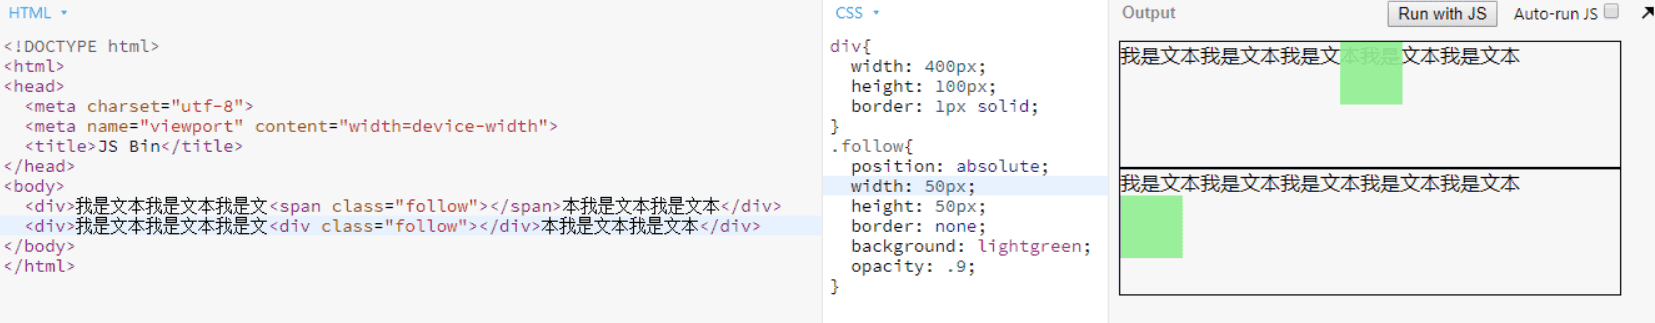 HTML
<!DOCTYPE html>
<html>
<head>
<meta charset="utf-8">
<meta name="viewport" content="width=device-width">
<title>JS Bin</title>
</head>
<body>
<div>我是文本我是文本我是文<span class="follow"></span>本我是文本我是文本</div>
<div>我是文本我是文本我是文<div class="follow"></div>本我是文本我是文本</div>
</body>
</html>
CSS
div{
width: 400px;
height: 100px;
border: 1px solid;
}
.follow{
position: absolute;
width: 50px;
height: 50px;
border: none;
background: lightgreen;
opacity: .9;
}
Output
Run with JS
Auto-run JS
我是文本我是文本我是文本我是文本我是文本
我是文本我是文本我是文本我是文本我是文本